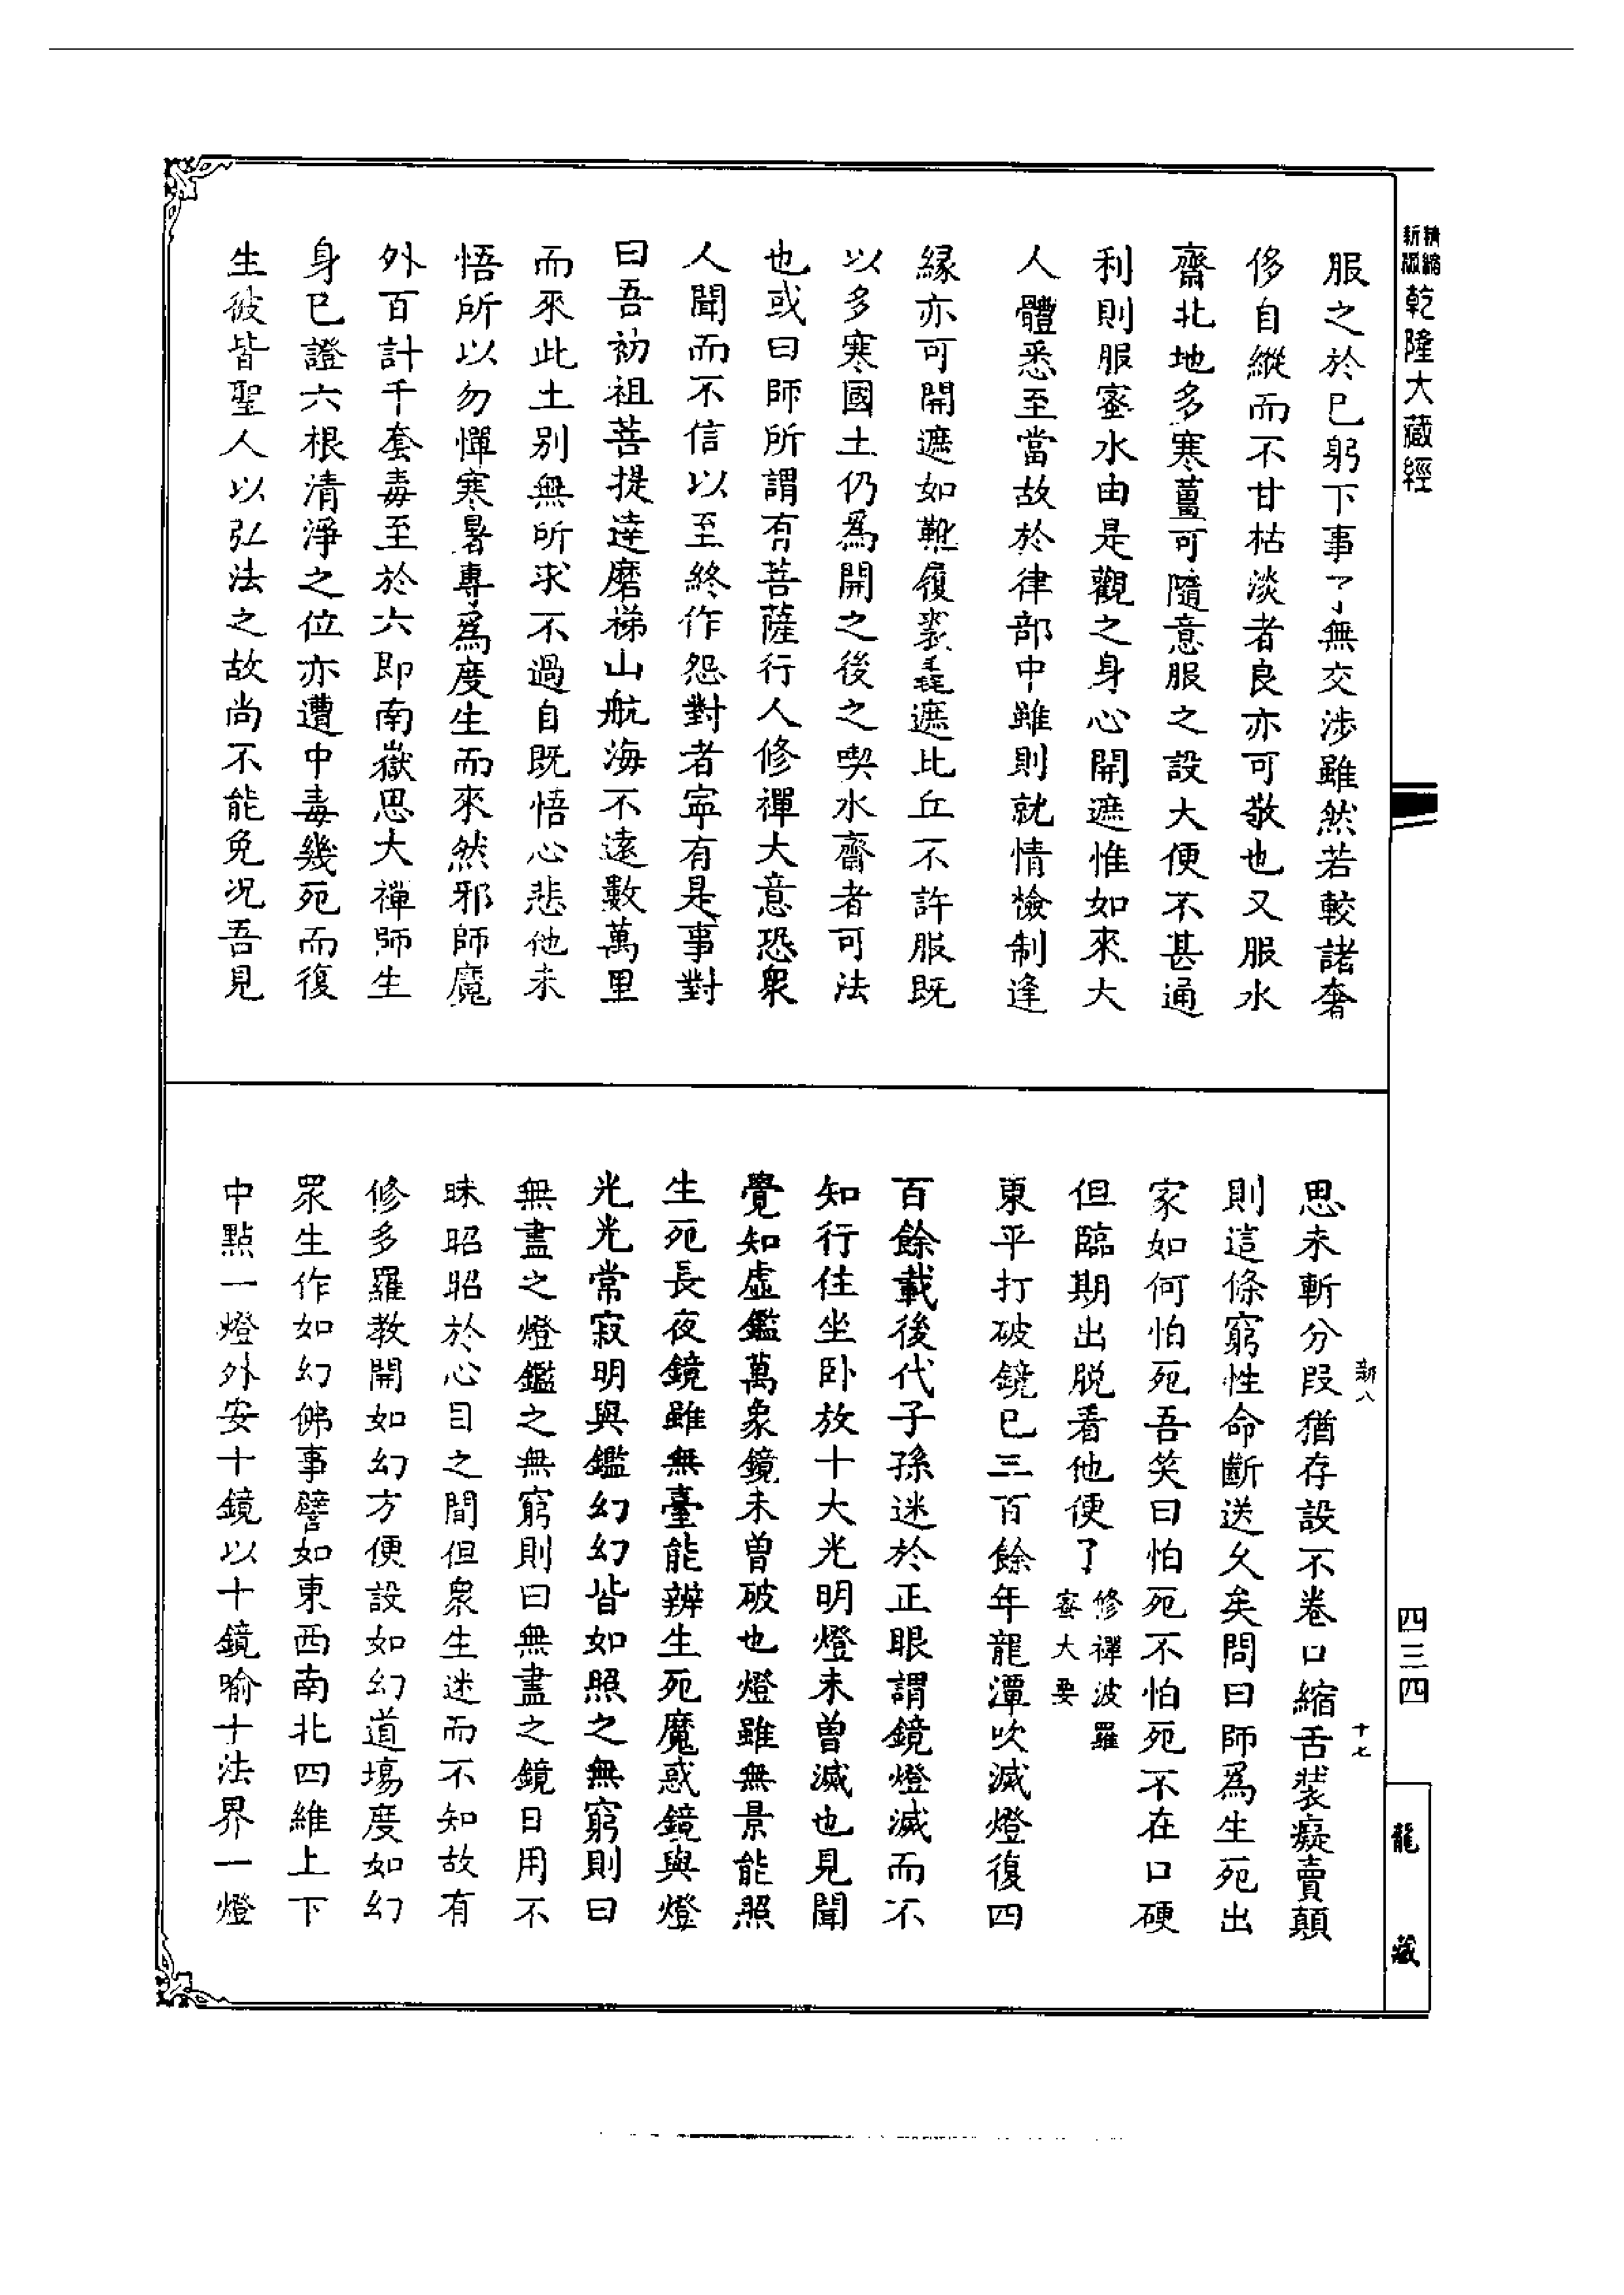 精縮
新版
乾隆大藏經
服之於已躬下事了無交涉雖然若較諸奢
侈自縱而不甘枯淡者良亦可敬也又服水
齋北地多寒薑可隨意服之設大便不甚通
利則服蜜水由是觀之身心開遮惟如來大
人體悉至當故於律部中雖則就情檢制逢
緣亦可開遮如靴履裘毳遮比丘不許服既
以多寒國土仍為開之後之喫水齋者可法
也或曰師所謂有菩薩行人修禪大意恐衆
人聞而不信以至終作怨對者寧有是事對
曰吾初祖菩提達磨梯山航海不遠數萬里
而來此土別無所求不過自既悟心悲他未
悟所以勿憚寒暑專爲度生而來然邪師魔
外百計千套毒至於六即南嶽思大禪師生
身已證六根清淨之位亦遭中毒幾死而復
生彼皆聖人以弘法之故尚不能免况吾見
思未斬分段猶存設不卷口縮舌裝癡賣顛
則這條窮性命斷送久矣問曰師爲生死出
家如何怕死吾笑曰怕死不怕死不在口硬
但臨期出脱看他便了
修禪波羅
蜜大要
東平打破鏡已三百餘年龍潭吹滅燈復四
百餘載後代子孫迷於正眼謂鏡燈滅而不
知行住坐卧放十大光明燈未曾滅也見聞
覺知虛鑑萬象鏡未曾破也燈雖無景能照
生死長夜鏡雖無臺能辨生死魔惑鏡與燈
光光常寂明與鑑幻幻皆如照之無窮則曰
無盡之燈鑑之無窮則曰無盡之鏡日用不
昧昭昭於心目之間但衆生迷而不知故有
修多羅教開如幻方便設如幻道場度如幻
眾生作如幻佛事譬如東西南北四維上下
中點一燈外安十鏡以十鏡喻十法界一燈
新八
十七
四三四
龍藏